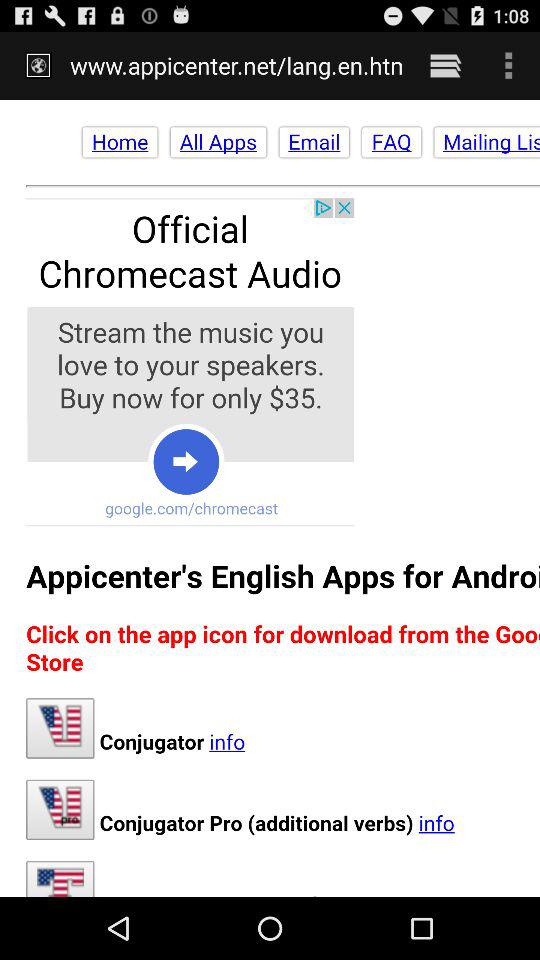 1:08
www.appicenter.net/lang.en.htn
Home All Apps Email FAQ Mailing Lis
Official
Chromecast Audio
Stream the music you
love to your speakers.
Buy now for only $35.
google.com/chromecast
Appicenter's English Apps for Androi
Click on the app icon for download from the Goo
Store
Conjugator info
pro
Conjugator Pro (additional verbs) info